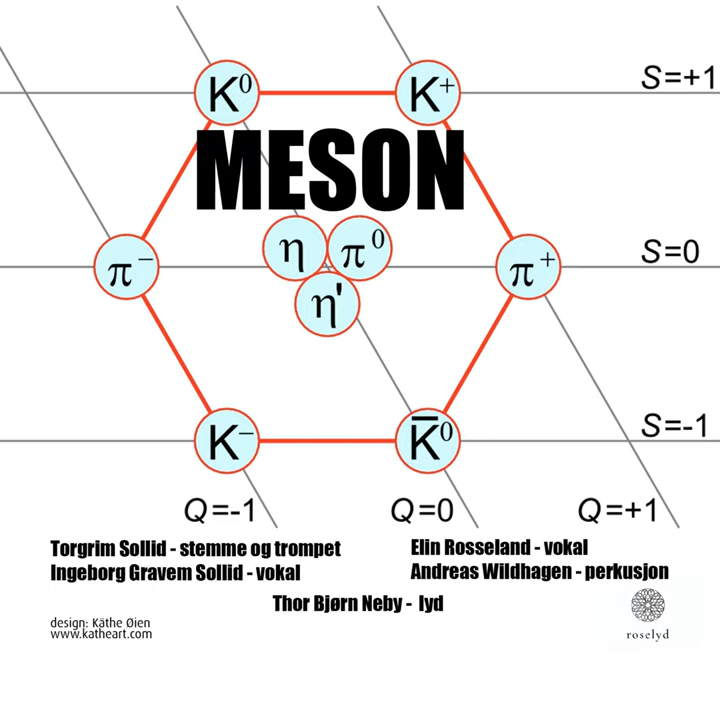 K⁰ K⁺ S=+1
MESON
η π⁰
π⁻ π⁺ S=0
η'
K⁻ K̅⁰ S=-1
Q=-1 Q=0 Q=+1
Torgrim Sollid - stemme og trompet
Ingeborg Gravem Sollid - vokal
Elin Rosseland - vokal
Andreas Wildhagen - perkusjon
Thor Bjørn Neby - lyd
design: Käthe Øien
www.katheart.com
roselyd